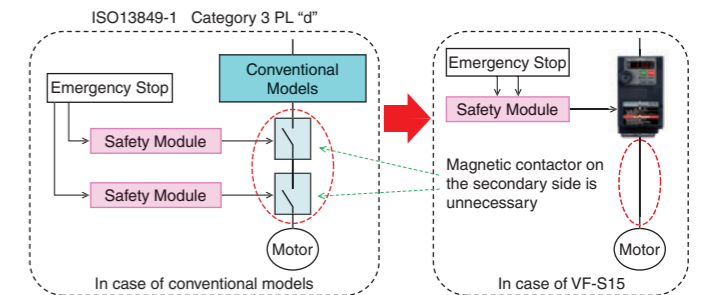 ISO13849-1 Category 3 PL “d”
Emergency Stop
Conventional
Models
Safety Module
Safety Module
Motor
In case of conventional models
Emergency Stop
Safety Module
Magnetic contactor on
the secondary side is
unnecessary
Motor
In case of VF-S15